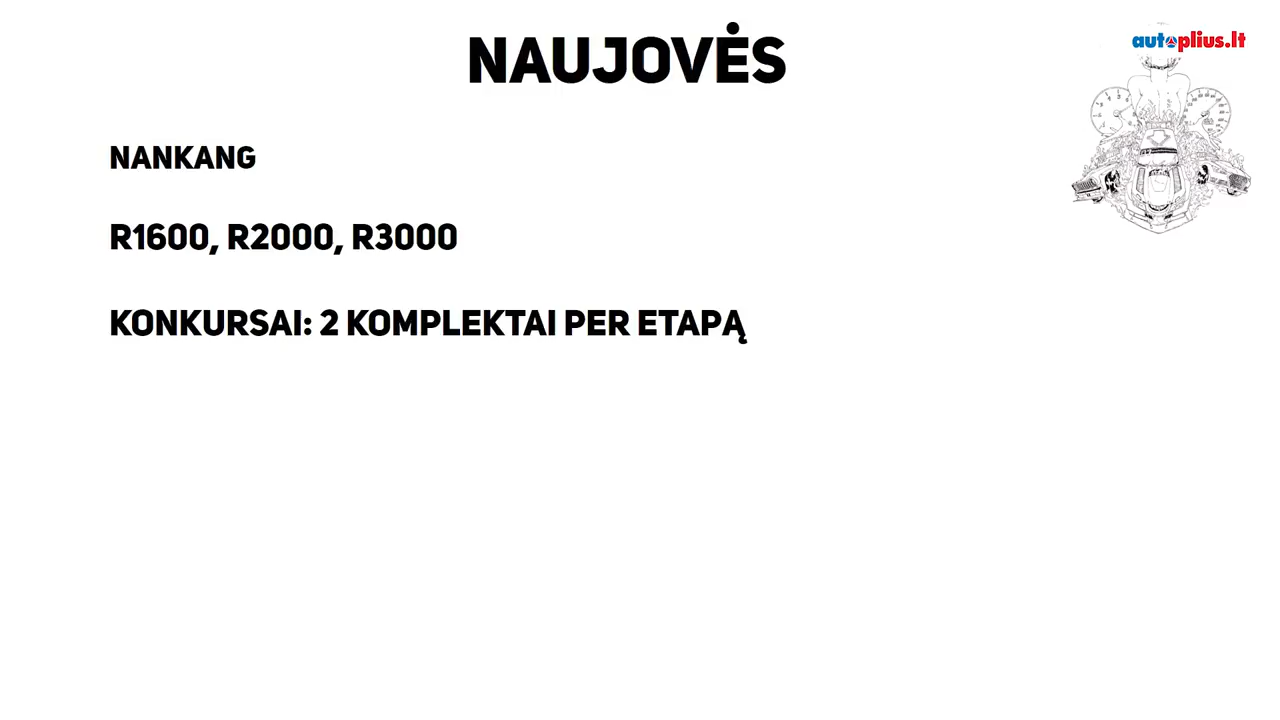 NAUJOVĖS
autoplius.lt
NANKANG
R1600, R2000, R3000
KONKURSAI: 2 KOMPLEKTAI PER ETAPĄ